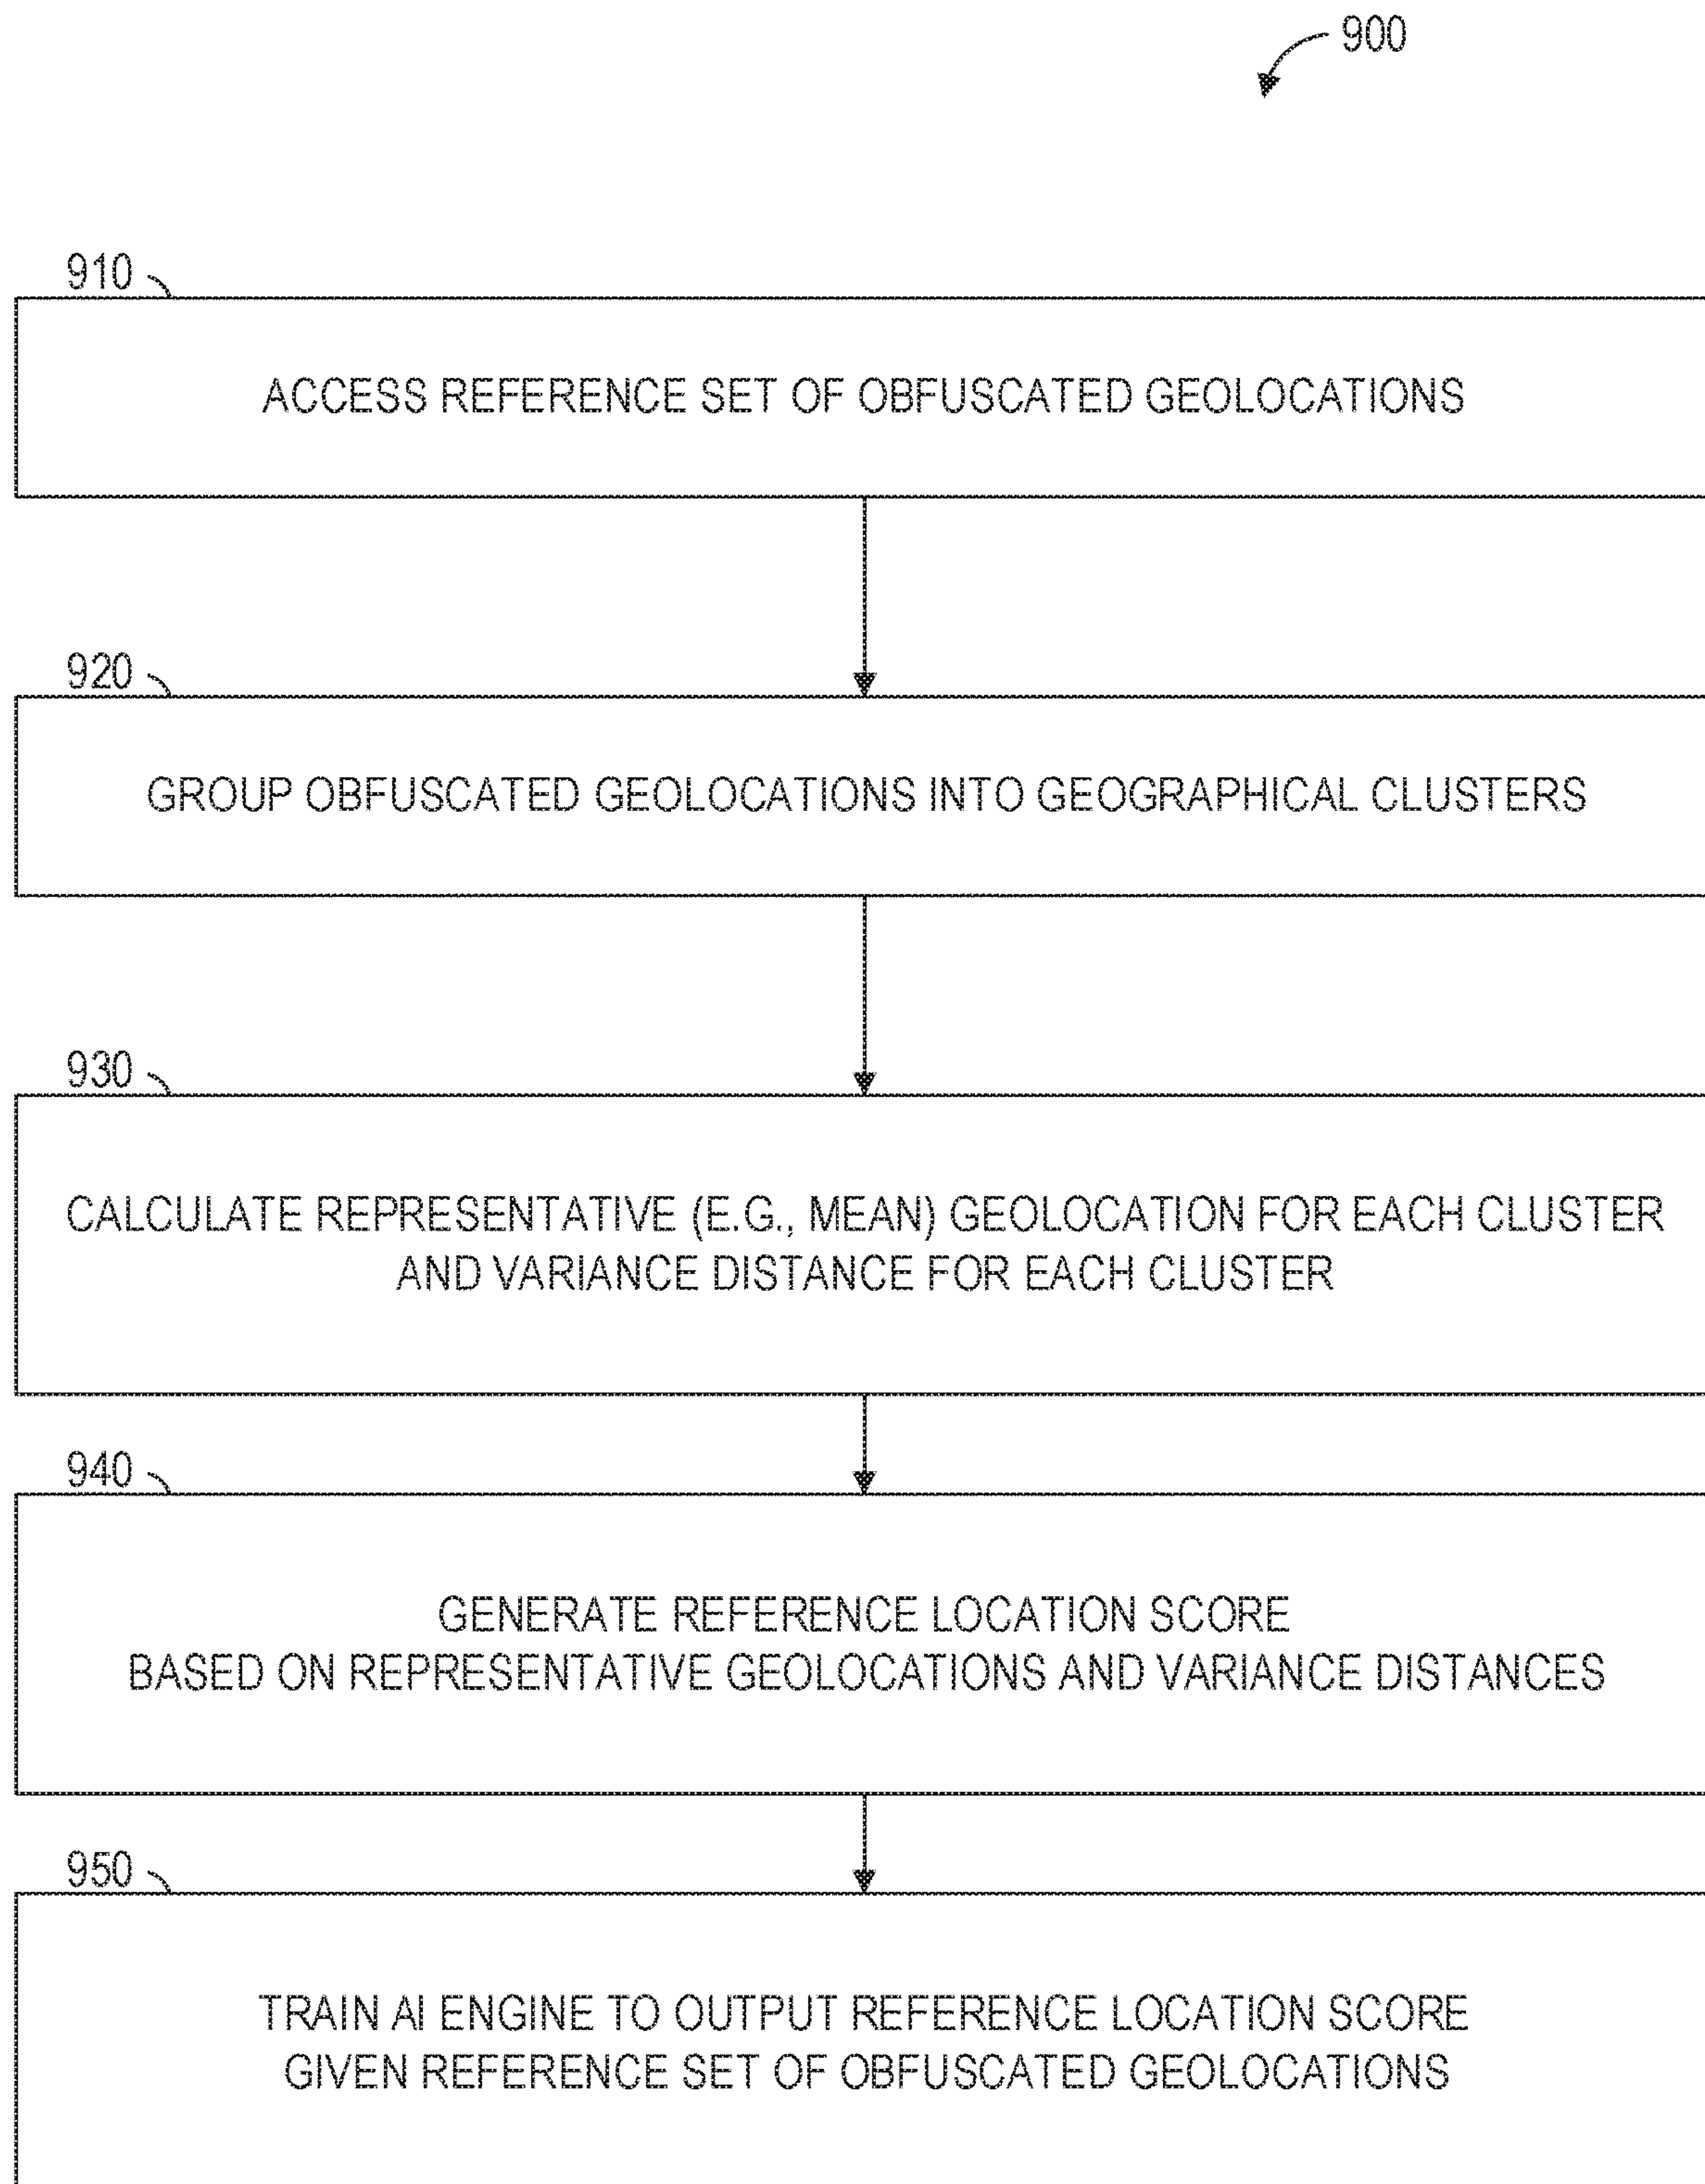 900
910
ACCESS REFERENCE SET OF OBFUSCATED GEOLOCATIONS
920
GROUP OBFUSCATED GEOLOCATIONS INTO GEOGRAPHICAL CLUSTERS
930
CALCULATE REPRESENTATIVE (E.G., MEAN) GEOLOCATION FOR EACH CLUSTER
AND VARIANCE DISTANCE FOR EACH CLUSTER
940
GENERATE REFERENCE LOCATION SCORE
BASED ON REPRESENTATIVE GEOLOCATIONS AND VARIANCE DISTANCES
950
TRAIN AI ENGINE TO OUTPUT REFERENCE LOCATION SCORE
GIVEN REFERENCE SET OF OBFUSCATED GEOLOCATIONS